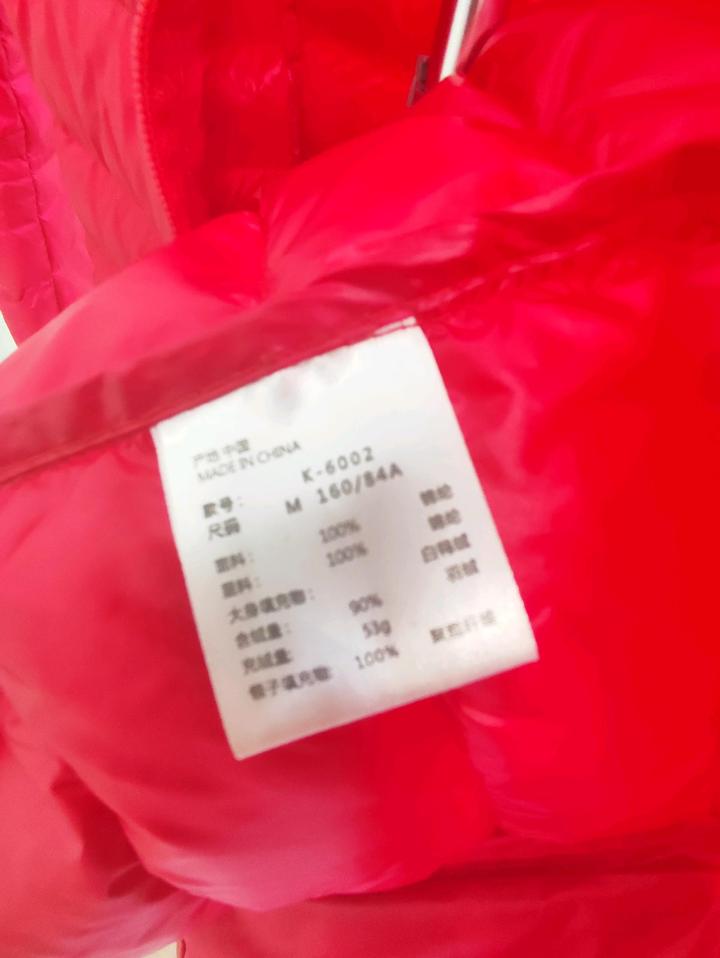 产地 中国
MADE IN CHINA
款号： K-6002
尺码 M 160/84A
面料： 100% 锦纶
里料： 100% 锦纶
大身填充物： 白鸭绒
含绒量： 90% 羽绒
充绒量: 53g
帽子填充物: 100% 聚酯纤维